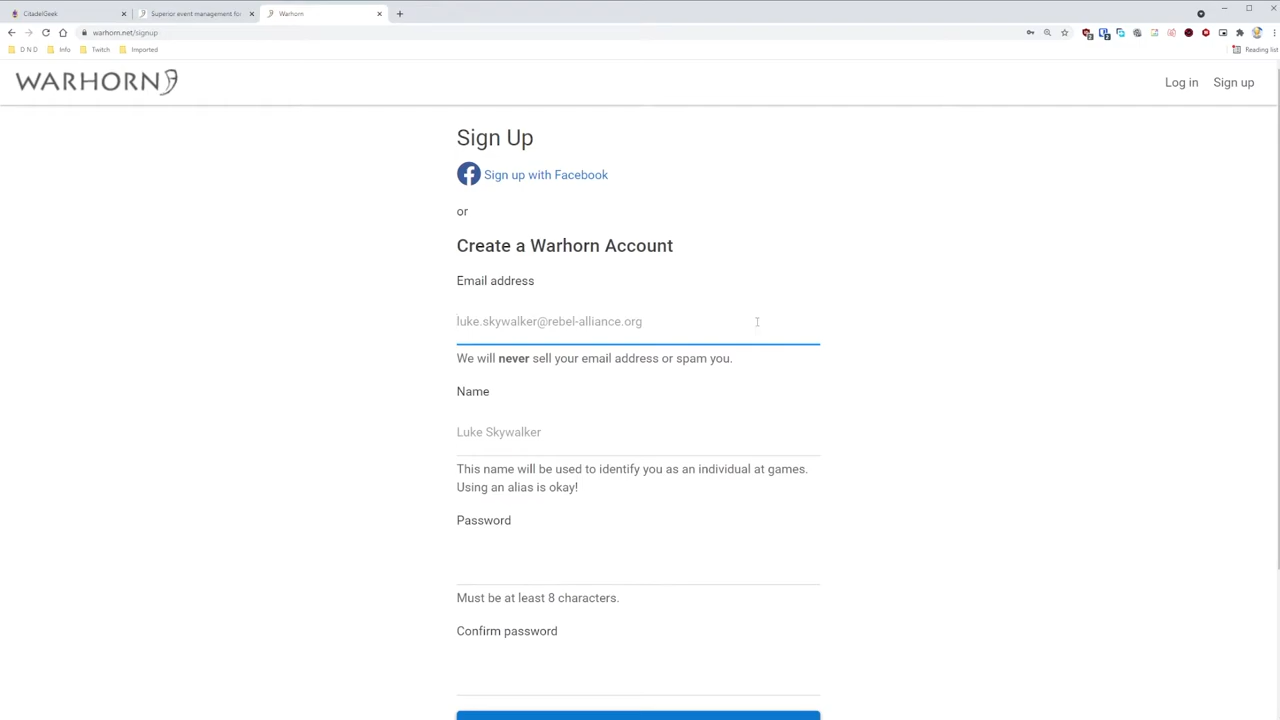 CitadelGeek
Superior event management for
Warhorn
warhorn.net/signup
D N D
Info
Twitch
Imported
Reading list
WARHORN
Log in
Sign up
Sign Up
Sign up with Facebook
or
Create a Warhorn Account
Email address
luke.skywalker@rebel-alliance.org
We will never sell your email address or spam you.
Name
Luke Skywalker
This name will be used to identify you as an individual at games.
Using an alias is okay!
Password
Must be at least 8 characters.
Confirm password